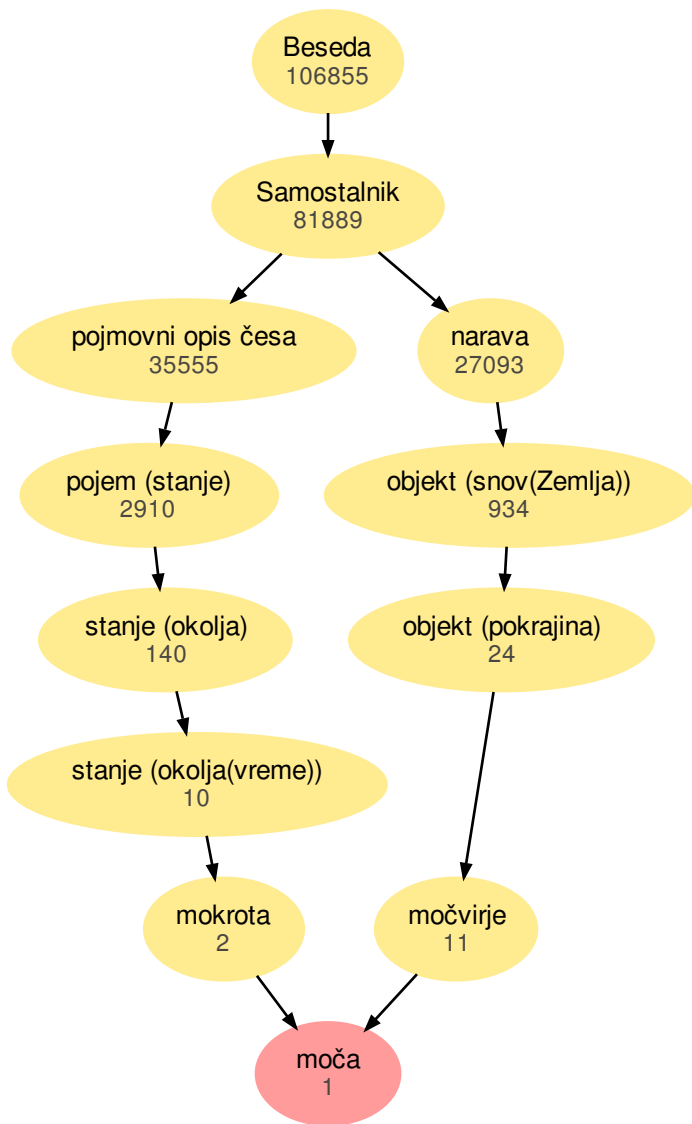 Beseda
106855
Samostalnik
81889
pojmovni opis česa
35555
narava
27093
pojem (stanje)
2910
objekt (snov(Zemlja))
934
stanje (okolja)
140
objekt (pokrajina)
24
stanje (okolja(vreme))
10
mokrota
2
močvirje
11
moča
1